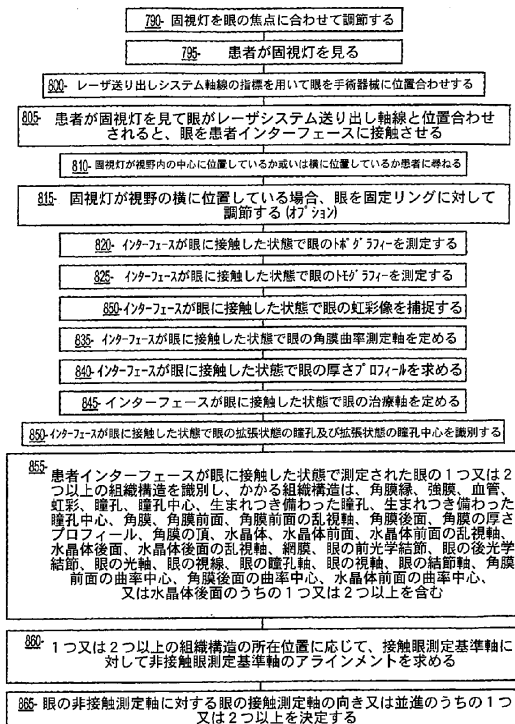 790- 固視灯を眼の焦点に合わせて調節する
795- 患者が固視灯を見る
800- レーザ送り出しシステム軸線の指標を用いて眼を手術器械に位置合わせする
805- 患者が固視灯を見て眼がレーザシステム送り出し軸線と位置合わせ
されると、眼を患者インターフェースに接触させる
810- 固視灯が視野内の中心に位置しているか或いは横に位置しているか患者に尋ねる
815- 固視灯が視野の横に位置している場合、眼を固定リングに対して
調節する(オプション)
820- インターフェースが眼に接触した状態で眼のトポグラフィーを測定する
825- インターフェースが眼に接触した状態で眼のトモグラフィーを測定する
850- インターフェースが眼に接触した状態で眼の虹彩像を捕捉する
835- インターフェースが眼に接触した状態で眼の角膜曲率測定軸を定める
840- インターフェースが眼に接触した状態で眼の厚さプロフィールを求める
845- インターフェースが眼に接触した状態で眼の治療軸を定める
850- インターフェースが眼に接触した状態で眼の拡張状態の瞳孔及び拡張状態の瞳孔中心を識別する
855- 患者インターフェースが眼に接触した状態で測定された眼の1つ又は2
つ以上の組織構造を識別し、かかる組織構造は、角膜縁、強膜、血管、
虹彩、瞳孔、瞳孔中心、生まれつき備わった瞳孔、生まれつき備わった
瞳孔中心、角膜、角膜前面、角膜前面の乱視軸、角膜後面、角膜の厚さ
プロフィール、角膜の頂、水晶体、水晶体前面、水晶体前面の乱視軸、
水晶体後面、水晶体後面の乱視軸、網膜、眼の前光学結節、眼の後光学
結節、眼の光軸、眼の視線、眼の瞳孔軸、眼の視軸、眼の結節軸、角膜
前面の曲率中心、角膜後面の曲率中心、水晶体前面の曲率中心、
又は水晶体後面のうちの1つ又は2つ以上を含む
860- 1つ又は2つ以上の組織構造の所在位置に応じて、接触眼測定基準軸に
対して非接触眼測定基準軸のアラインメントを求める
865- 眼の非接触測定軸に対する眼の接触測定軸の向き又は並進のうちの1つ
又は2つ以上を決定する